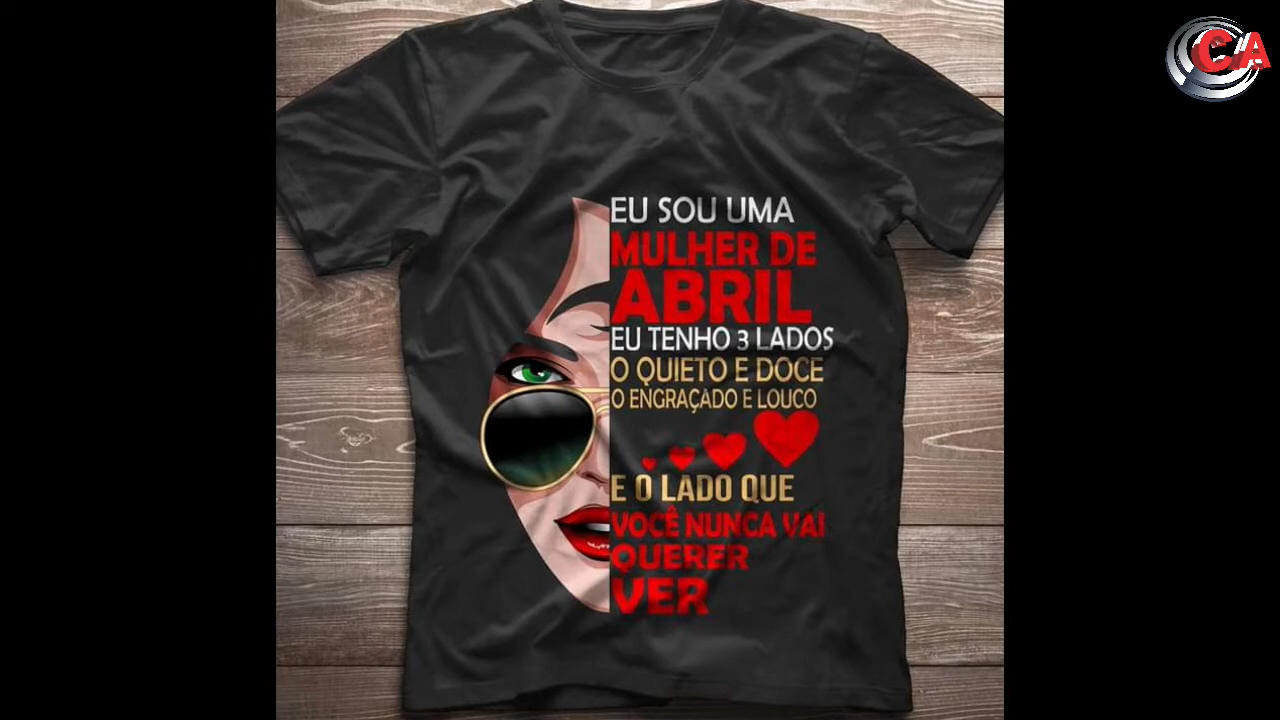 CA
EU SOU UMA
MULHER DE
ABRIL
EU TENHO 3 LADOS
O QUIETO E DOCE
O ENGRAÇADO E LOUCO
E O LADO QUE
VOCÊ NUNCA VAI
QUERER
VER